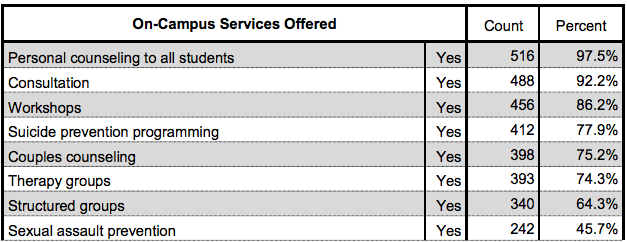 On-Campus Services Offered Count Percent
Personal counseling to all students Yes 516 97.5%
Consultation Yes 488 92.2%
Workshops Yes 456 86.2%
Suicide prevention programming Yes 412 77.9%
Couples counseling Yes 398 75.2%
Therapy groups Yes 393 74.3%
Structured groups Yes 340 64.3%
Sexual assault prevention Yes 242 45.7%